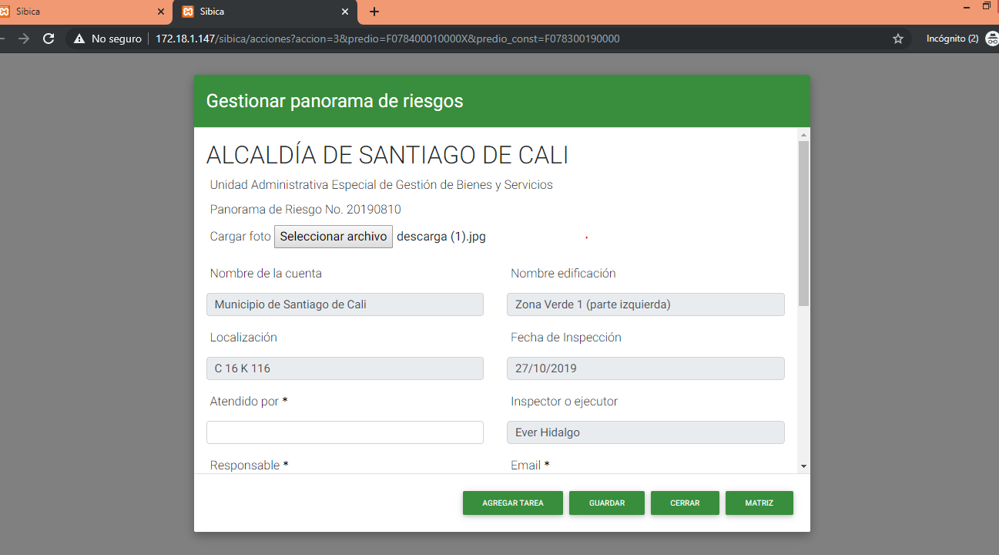 Sibica
Sibica
No seguro
172.18.1.147/sibica/acciones?accion=3&predio=F078400010000X&predio_const=F078300190000
Incógnito (2)
Gestionar panorama de riesgos
ALCALDÍA DE SANTIAGO DE CALI
Unidad Administrativa Especial de Gestión de Bienes y Servicios
Panorama de Riesgo No. 20190810
Cargar foto Seleccionar archivo descarga (1).jpg
Nombre de la cuenta
Nombre edificación
Municipio de Santiago de Cali
Zona Verde 1 (parte izquierda)
Localización
Fecha de Inspección
C 16 K 116
27/10/2019
Atendido por *
Inspector o ejecutor
Ever Hidalgo
Responsable *
Email *
AGREGAR TAREA
GUARDAR
CERRAR
MATRIZ